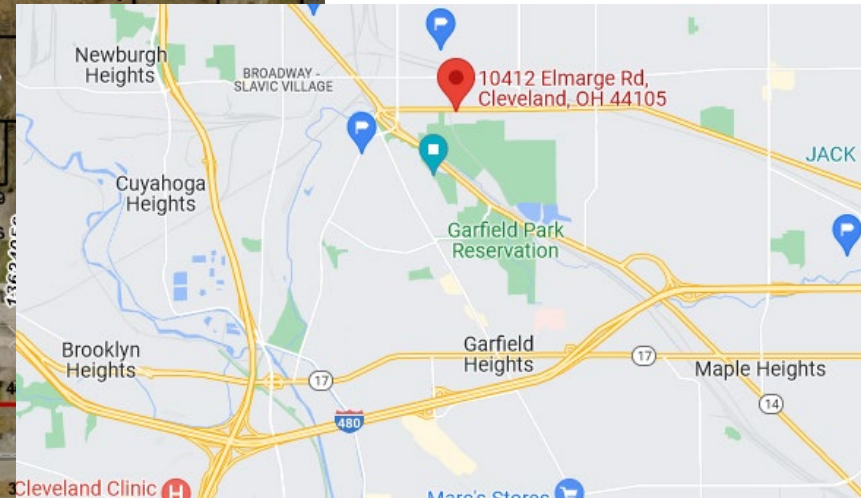 Newburgh
Heights
BROADWAY -
SLAVIC VILLAGE
10412 Elmarge Rd,
Cleveland, OH 44105
JACK
Cuyahoga
Heights
Garfield Park
Reservation
Brooklyn
Heights
Garfield
Heights
17
Maple Heights
17
14
480
Cleveland Clinic
H
Marc's Stores